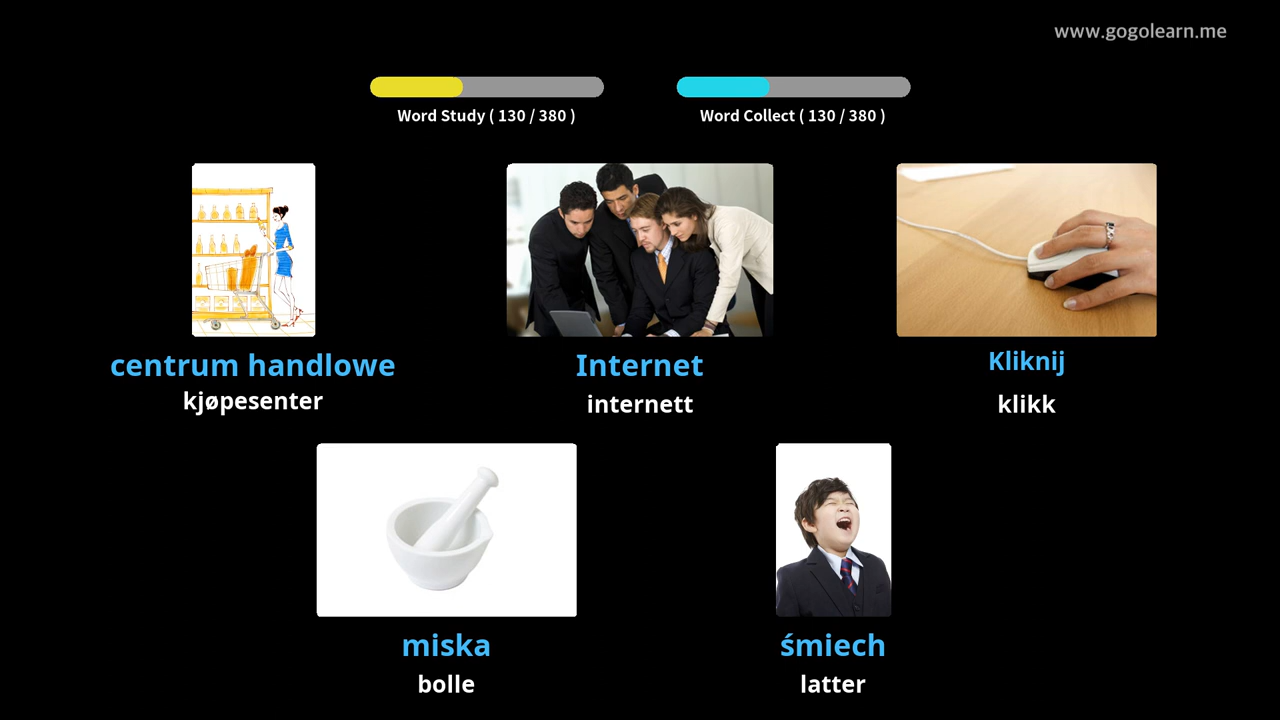 www.gogolearn.me
Word Study ( 130 / 380 )
Word Collect ( 130 / 380 )
centrum handlowe
kjøpesenter
Internet
internett
Kliknij
klikk
miska
bolle
śmiech
latter